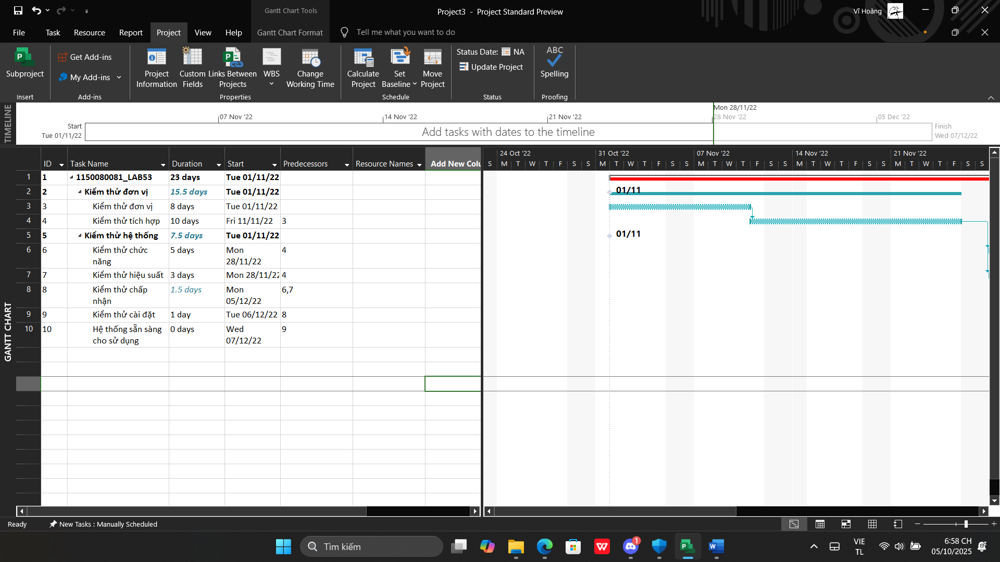 Gantt Chart Tools
Project3 - Project Standard Preview
Vĩ Hoàng
File Task Resource Report Project View Help Gantt Chart Format Tell me what you want to do
Subproject
Insert
Get Add-ins
My Add-ins
Add-ins
Project Information
Custom Fields
Links Between Projects
WBS
Change Working Time
Properties
Calculate Project
Set Baseline
Move Project
Schedule
Status Date: NA
Update Project
Status
ABC
Spelling
Proofing
TIMELINE
Mon 28/11/22
07 Nov '22 14 Nov '22 21 Nov '22 28 Nov '22 05 Dec '22
Start
Tue 01/11/22
Add tasks with dates to the timeline
Finish
Wed 07/12/22
GANTT CHART
ID Task Name Duration Start Predecessors Resource Names Add New Colu
24 Oct '22 31 Oct '22 07 Nov '22 14 Nov '22 21 Nov '22
S M T W T F S S M T W T F S S M T W T F S S M T W T F S S M T W T F S
1 1 1150080081_LAB53 23 days Tue 01/11/22
2 2 Kiểm thử đơn vị 15.5 days Tue 01/11/22 01/11
3 3 Kiểm thử đơn vị 8 days Tue 01/11/22
4 4 Kiểm thử tích hợp 10 days Fri 11/11/22 3
5 5 Kiểm thử hệ thống 7.5 days Tue 01/11/22 01/11
6 6 Kiểm thử chức 5 days Mon 4
năng 28/11/22
7 7 Kiểm thử hiệu suất 3 days Mon 28/11/22 4
8 8 Kiểm thử chấp 1.5 days Mon 6,7
nhận 05/12/22
9 9 Kiểm thử cài đặt 1 day Tue 06/12/22 8
10 10 Hệ thống sẵn sàng 0 days Wed 9
cho sử dụng 07/12/22
Ready New Tasks : Manually Scheduled
Tìm kiếm
1
VIE
TL
6:58 CH
05/10/2025